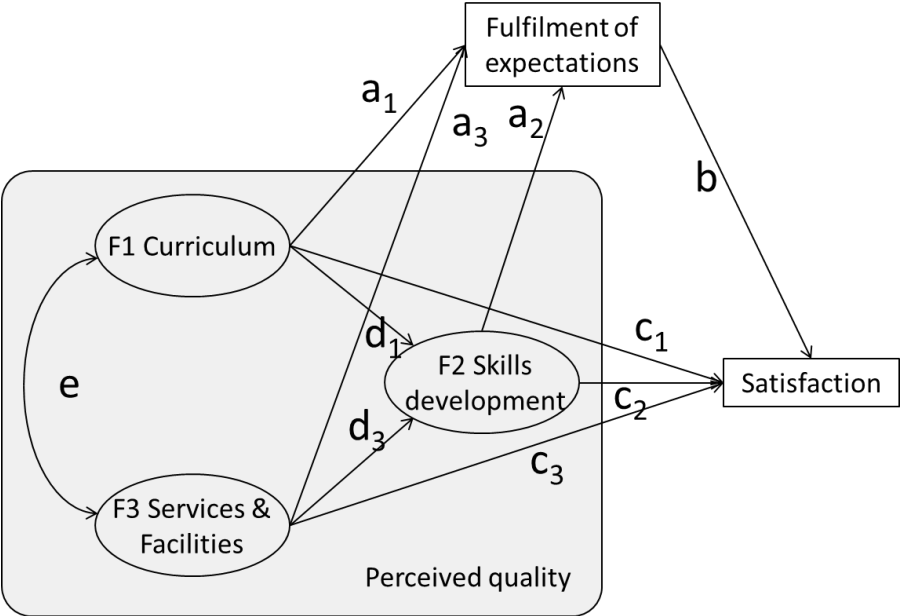 Fulfilment of
expectations
a1
a3
a2
b
F1 Curriculum
d1
c1
e
F2 Skills
development
Satisfaction
c2
d3
c3
F3 Services &
Facilities
Perceived quality